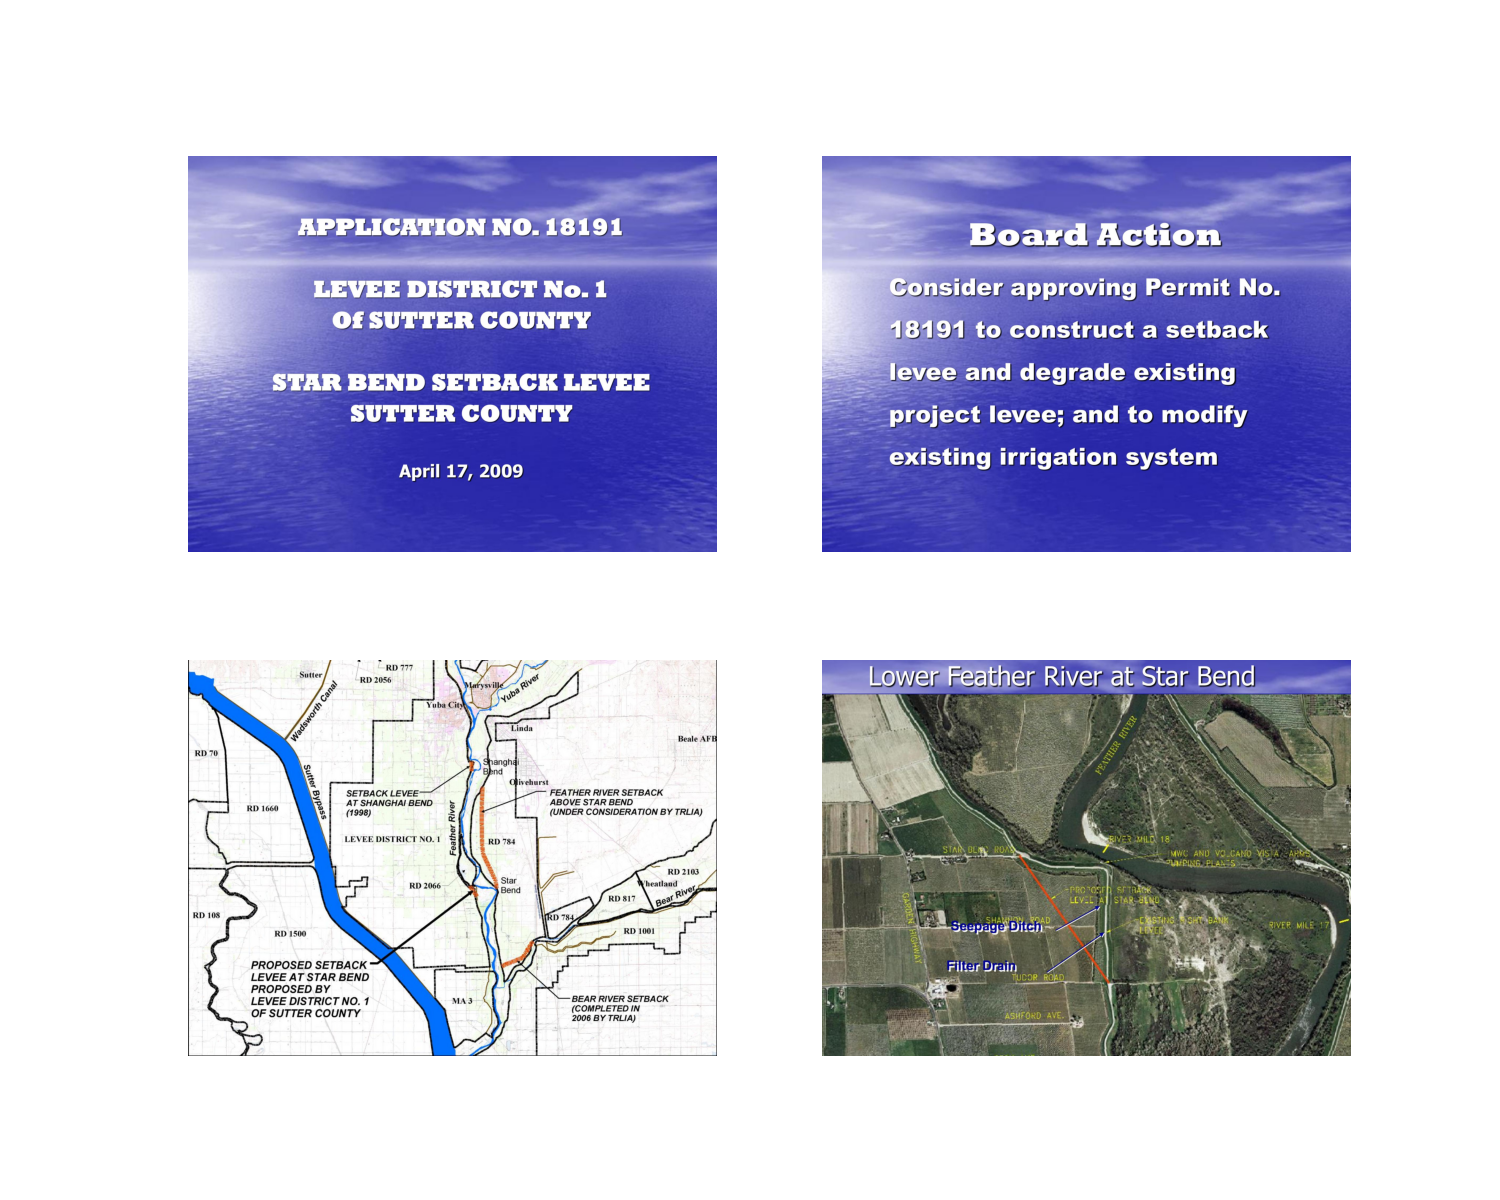 APPLICATION NO. 18191
LEVEE DISTRICT No. 1
Of SUTTER COUNTY
STAR BEND SETBACK LEVEE
SUTTER COUNTY
April 17, 2009
Board Action
Consider approving Permit No.
18191 to construct a setback
levee and degrade existing
project levee; and to modify
existing irrigation system
RD 777
Sutter
RD 2056
Wadsworth Canal
Marysville
Yuba River
Yuba City
Linda
Beale AFB
RD 70
Shanghai
Bend
Sutter Bypass
Olivehurst
SETBACK LEVEE
AT SHANGHAI BEND
(1998)
FEATHER RIVER SETBACK
ABOVE STAR BEND
(UNDER CONSIDERATION BY TRLIA)
RD 1660
Feather River
LEVEE DISTRICT NO. 1
RD 784
RD 2066
Star
Bend
RD 2103
Wheatland
RD 817
Bear River
RD 108
RD 784
RD 1500
RD 1001
PROPOSED SETBACK
LEVEE AT STAR BEND
PROPOSED BY
LEVEE DISTRICT NO. 1
OF SUTTER COUNTY
MA 3
BEAR RIVER SETBACK
(COMPLETED IN
2006 BY TRLIA)
Lower Feather River at Star Bend
FEATHER RIVER
RIVER MILE 18
STAR BEND ROAD
AND VOLCANO VISTA FARMS
PUMPING PLANTS
PROPOSED SETBACK
LEVEE AT STAR BEND
GARDEN HIGHWAY
SHANNON ROAD
EXISTING RIGHT BANK
LEVEE
RIVER MILE 17
Seepage Ditch
Filter Drain
TUDOR ROAD
ASHFORD AVE.